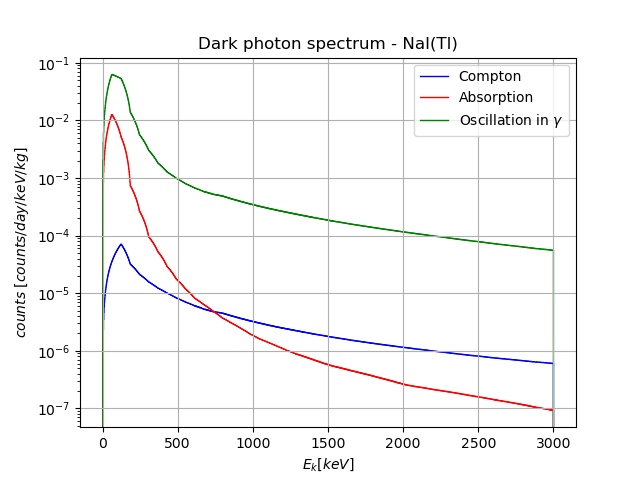 Dark photon spectrum - NaI(Tl)
Compton
Absorption
Oscillation in γ
counts [counts/day/keV/kg]
10⁻¹
10⁻²
10⁻³
10⁻⁴
10⁻⁵
10⁻⁶
10⁻⁷
0 500 1000 1500 2000 2500 3000
Eₖ[keV]